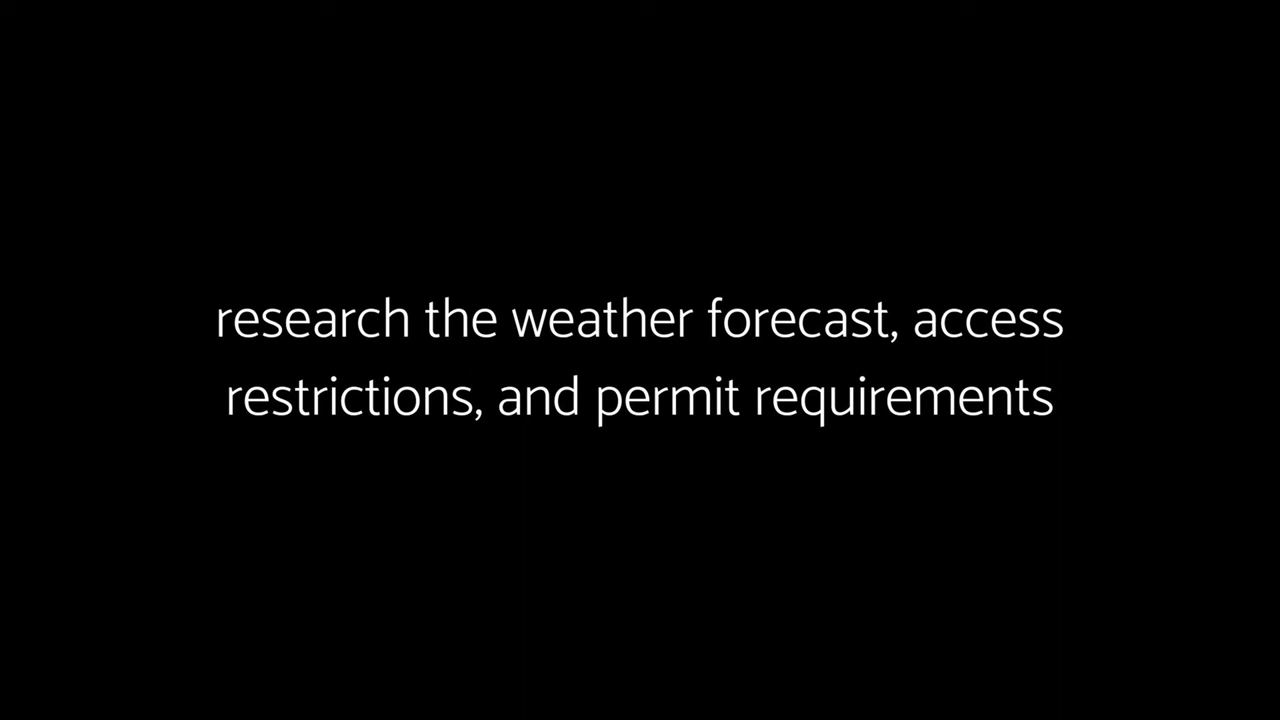 research the weather forecast, access
restrictions, and permit requirements